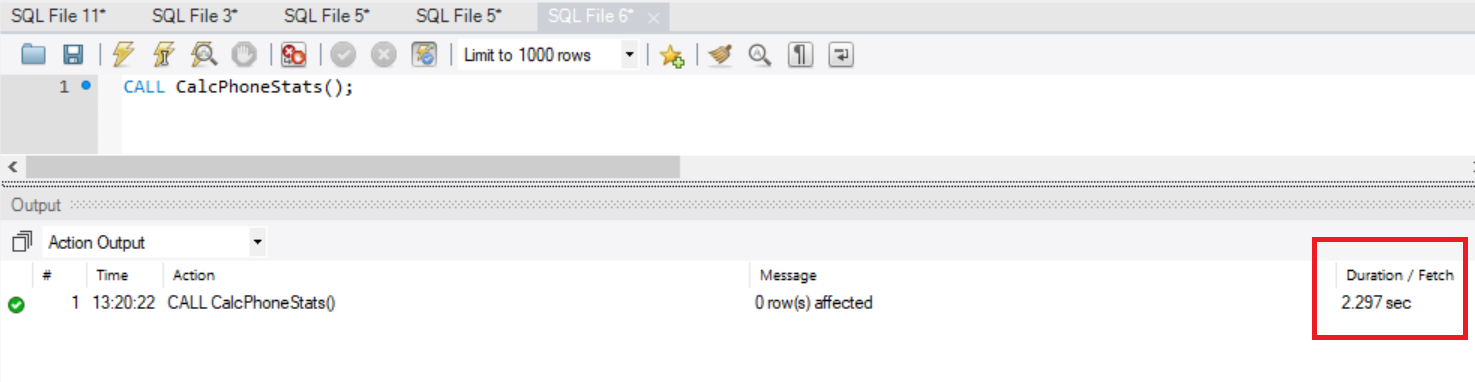 SQL File 11* SQL File 3* SQL File 5* SQL File 5* SQL File 6*
Limit to 1000 rows
1 CALL CalcPhoneStats();
Output
Action Output
# Time Action Message Duration / Fetch
1 13:20:22 CALL CalcPhoneStats() 0 row(s) affected 2.297 sec